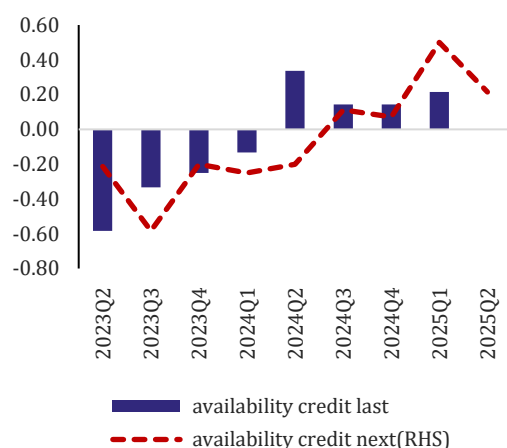 0.60
0.40
0.20
0.00
-0.20
-0.40
-0.60
-0.80
2023Q2
2023Q3
2023Q4
2024Q1
2024Q2
2024Q3
2024Q4
2025Q1
2025Q2
availability credit last
availability credit next(RHS)